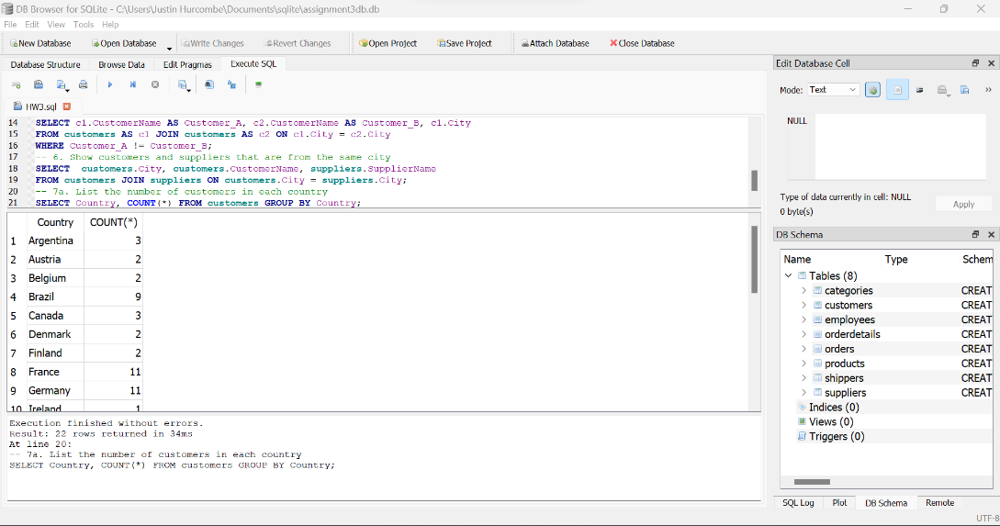 DB Browser for SQLite - C:\Users\Justin Hurcombe\Documents\sqlite\assignment3db.db
File Edit View Tools Help
New Database Open Database Write Changes Revert Changes Open Project Save Project Attach Database Close Database
Database Structure Browse Data Edit Pragmas Execute SQL
HW3.sql
14 SELECT c1.CustomerName AS Customer_A, c2.CustomerName AS Customer_B, c1.City
15 FROM customers AS c1 JOIN customers AS c2 ON c1.City = c2.City
16 WHERE Customer_A != Customer_B;
17 -- 6. Show customers and suppliers that are from the same city
18 SELECT  customers.City, customers.CustomerName, suppliers.SupplierName
19 FROM customers JOIN suppliers ON customers.City = suppliers.City;
20 -- 7a. List the number of customers in each country
21 SELECT Country, COUNT(*) FROM customers GROUP BY Country;
Country COUNT(*)
1 Argentina 3
2 Austria 2
3 Belgium 2
4 Brazil 9
5 Canada 3
6 Denmark 2
7 Finland 2
8 France 11
9 Germany 11
10 Ireland 1
Execution finished without errors.
Result: 22 rows returned in 34ms
At line 20:
-- 7a. List the number of customers in each country
SELECT Country, COUNT(*) FROM customers GROUP BY Country;
Edit Database Cell
Mode: Text
NULL
Type of data currently in cell: NULL
0 byte(s)
Apply
DB Schema
Name Type Schem
Tables (8)
categories CREAT
customers CREAT
employees CREAT
orderdetails CREAT
orders CREAT
products CREAT
shippers CREAT
suppliers CREAT
Indices (0)
Views (0)
Triggers (0)
SQL Log Plot DB Schema Remote
UTF-8